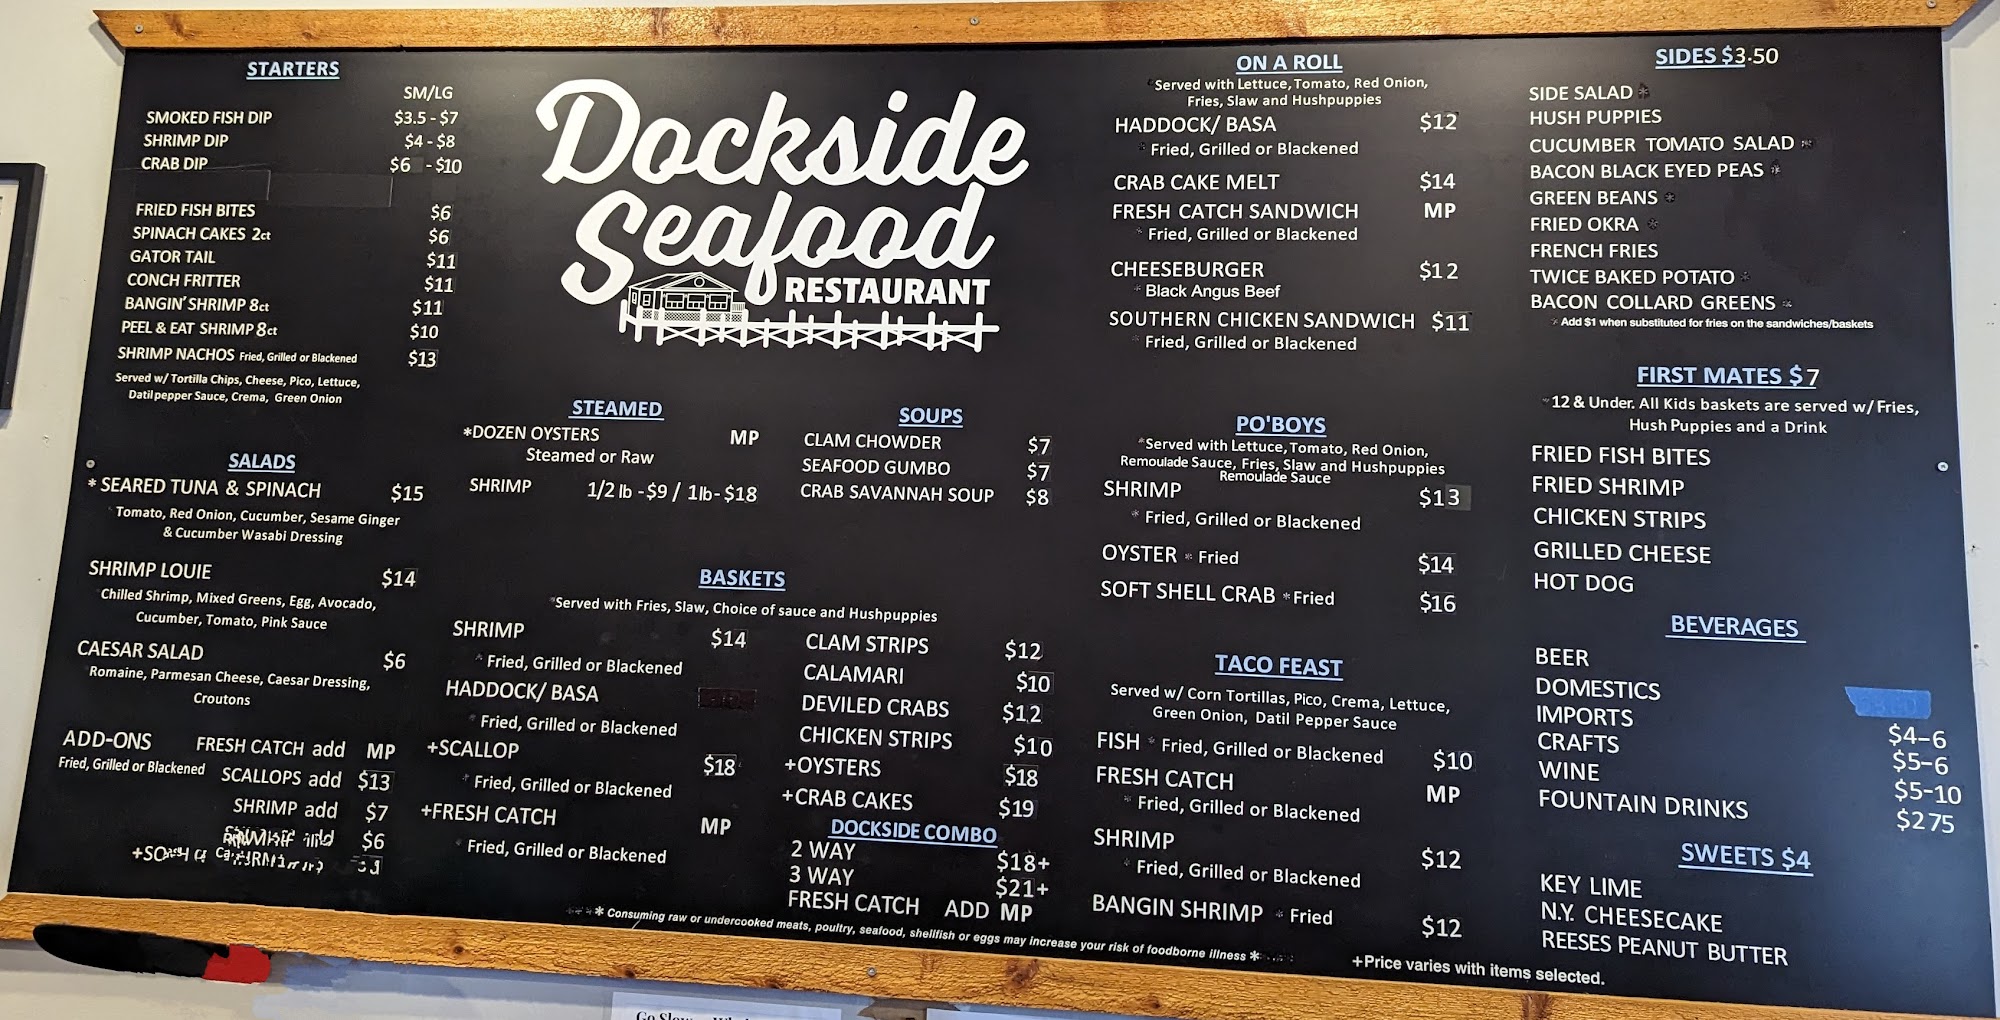 STARTERS
SM/LG
SMOKED FISH DIP $3.5 - $7
SHRIMP DIP $4 - $8
CRAB DIP $6 - $10
FRIED FISH BITES $6
SPINACH CAKES 2ct $6
GATOR TAIL $11
CONCH FRITTER $11
BANGIN' SHRIMP 8ct $11
PEEL & EAT SHRIMP 8ct $10
SHRIMP NACHOS Fried, Grilled or Blackened $13
Served w/ Tortilla Chips, Cheese, Pico, Lettuce,
Datil pepper Sauce, Crema, Green Onion
SALADS
* SEARED TUNA & SPINACH $15
Tomato, Red Onion, Cucumber, Sesame Ginger
& Cucumber Wasabi Dressing
SHRIMP LOUIE $14
Chilled Shrimp, Mixed Greens, Egg, Avocado,
Cucumber, Tomato, Pink Sauce
CAESAR SALAD $6
Romaine, Parmesan Cheese, Caesar Dressing,
Croutons
ADD-ONS FRESH CATCH add MP
Fried, Grilled or Blackened SCALLOPS add $13
SHRIMP add $7
$6
Dockside
Seafood
RESTAURANT
STEAMED
*DOZEN OYSTERS MP
Steamed or Raw
SHRIMP 1/2 lb - $9 / 1lb - $18
SOUPS
CLAM CHOWDER $7
SEAFOOD GUMBO $7
CRAB SAVANNAH SOUP $8
BASKETS
*Served with Fries, Slaw, Choice of sauce and Hushpuppies
SHRIMP $14
* Fried, Grilled or Blackened
HADDOCK/ BASA
* Fried, Grilled or Blackened
+SCALLOP $18
* Fried, Grilled or Blackened
+FRESH CATCH MP
* Fried, Grilled or Blackened
CLAM STRIPS $12
CALAMARI $10
DEVILED CRABS $12
CHICKEN STRIPS $10
+OYSTERS $18
+CRAB CAKES $19
DOCKSIDE COMBO
2 WAY $18+
3 WAY $21+
FRESH CATCH ADD MP
* Consuming raw or undercooked meats, poultry, seafood, shellfish or eggs may increase your risk of foodborne illness *
ON A ROLL
*Served with Lettuce, Tomato, Red Onion,
Fries, Slaw and Hushpuppies
HADDOCK/ BASA $12
* Fried, Grilled or Blackened
CRAB CAKE MELT $14
FRESH CATCH SANDWICH MP
* Fried, Grilled or Blackened
CHEESEBURGER $12
* Black Angus Beef
SOUTHERN CHICKEN SANDWICH $11
* Fried, Grilled or Blackened
PO'BOYS
*Served with Lettuce, Tomato, Red Onion,
Remoulade Sauce, Fries, Slaw and Hushpuppies
Remoulade Sauce
SHRIMP $13
* Fried, Grilled or Blackened
OYSTER * Fried $14
SOFT SHELL CRAB * Fried $16
TACO FEAST
Served w/ Corn Tortillas, Pico, Crema, Lettuce,
Green Onion, Datil Pepper Sauce
FISH * Fried, Grilled or Blackened $10
FRESH CATCH MP
* Fried, Grilled or Blackened
SHRIMP $12
* Fried, Grilled or Blackened
BANGIN SHRIMP * Fried $12
+Price varies with items selected.
SIDES $3.50
SIDE SALAD *
HUSH PUPPIES
CUCUMBER TOMATO SALAD *
BACON BLACK EYED PEAS *
GREEN BEANS *
FRIED OKRA *
FRENCH FRIES
TWICE BAKED POTATO *
BACON COLLARD GREENS *
* Add $1 when substituted for fries on the sandwiches/baskets
FIRST MATES $7
*12 & Under. All Kids baskets are served w/ Fries,
Hush Puppies and a Drink
FRIED FISH BITES
FRIED SHRIMP
CHICKEN STRIPS
GRILLED CHEESE
HOT DOG
BEVERAGES
BEER
DOMESTICS
IMPORTS $4-6
CRAFTS $5-6
WINE $5-10
FOUNTAIN DRINKS $275
SWEETS $4
KEY LIME
N.Y. CHEESECAKE
REESES PEANUT BUTTER